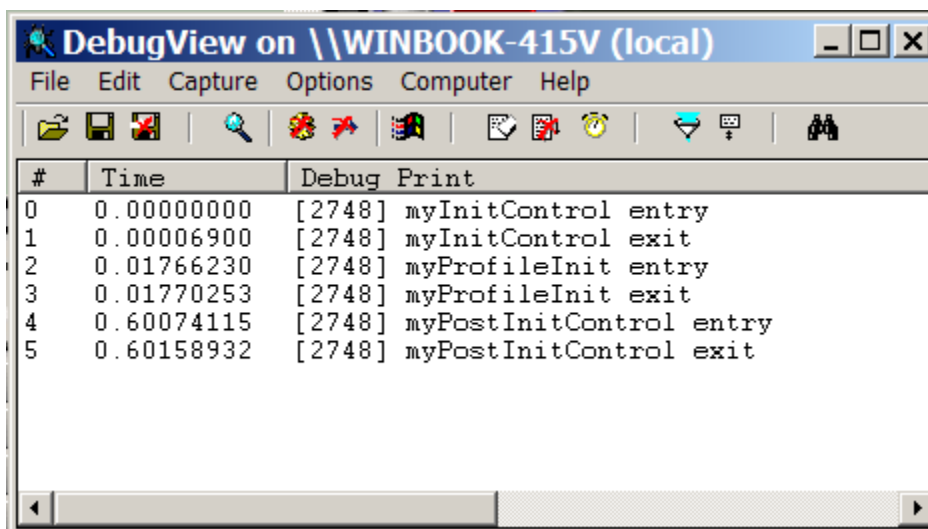 DebugView on \\WINBOOK-415V (local)
File Edit Capture Options Computer Help
# Time Debug Print
0 0.00000000 [2748] myInitControl entry
1 0.00006900 [2748] myInitControl exit
2 0.01766230 [2748] myProfileInit entry
3 0.01770253 [2748] myProfileInit exit
4 0.60074115 [2748] myPostInitControl entry
5 0.60158932 [2748] myPostInitControl exit